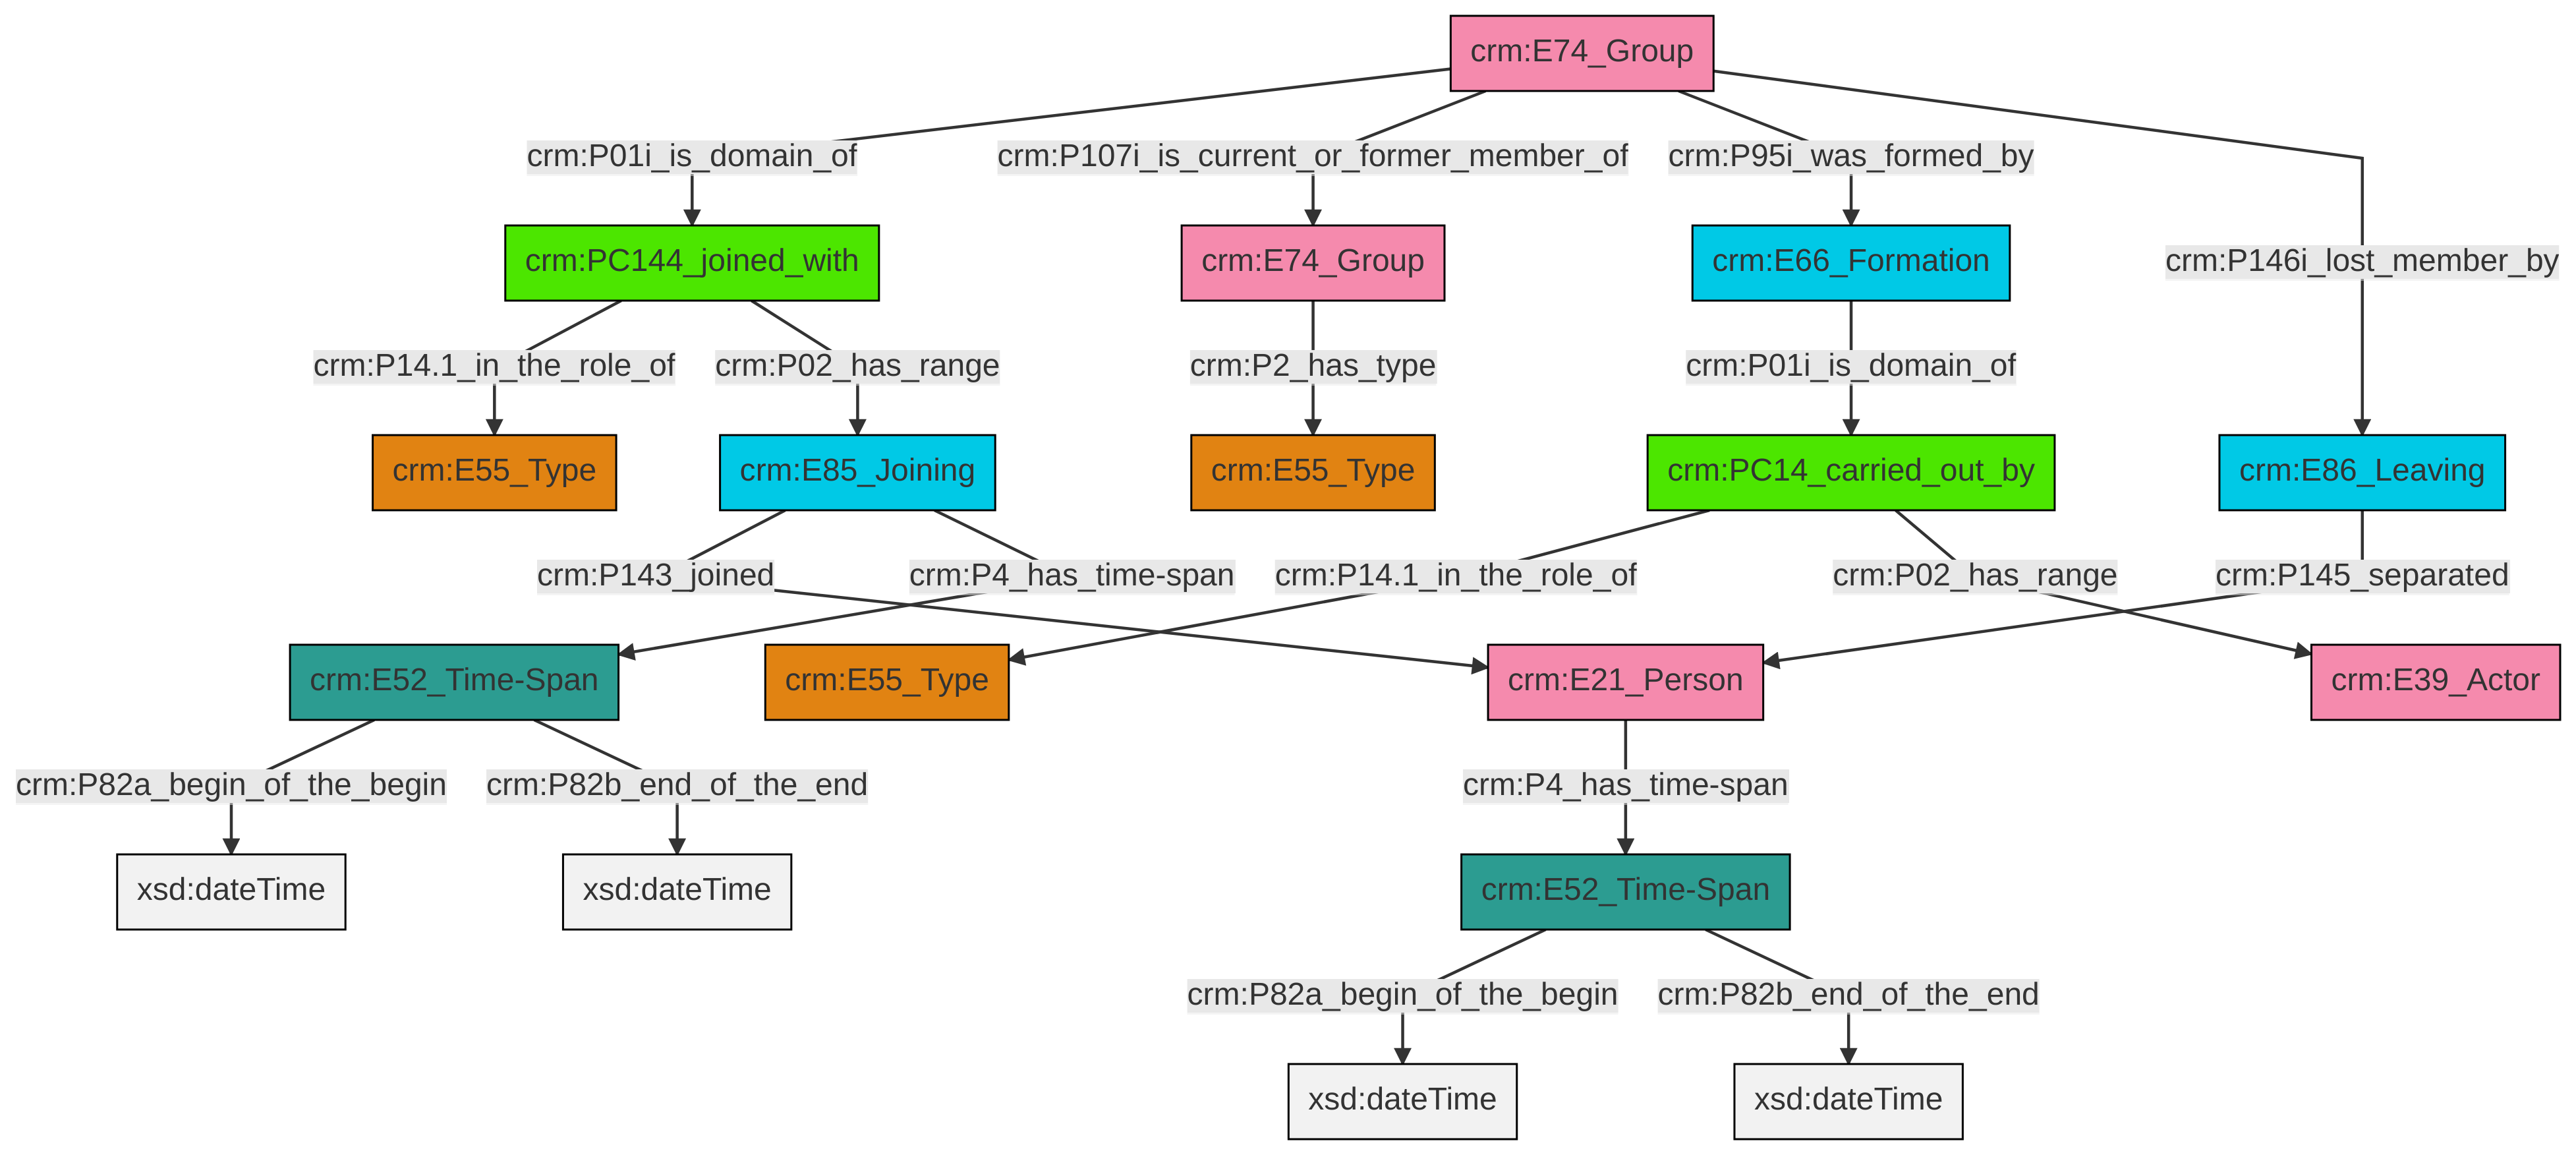 crm:E74_Group
crm:P01i_is_domain_of
crm:P107i_is_current_or_former_member_of
crm:P95i_was_formed_by
crm:PC144_joined_with
crm:E74_Group
crm:E66_Formation
crm:P146i_lost_member_by
crm:P14.1_in_the_role_of
crm:P02_has_range
crm:P2_has_type
crm:P01i_is_domain_of
crm:E55_Type
crm:E85_Joining
crm:E55_Type
crm:PC14_carried_out_by
crm:E86_Leaving
crm:P143_joined
crm:P4_has_time-span
crm:P14.1_in_the_role_of
crm:P02_has_range
crm:P145_separated
crm:E52_Time-Span
crm:E55_Type
crm:E21_Person
crm:E39_Actor
crm:P82a_begin_of_the_begin
crm:P82b_end_of_the_end
crm:P4_has_time-span
xsd:dateTime
xsd:dateTime
crm:E52_Time-Span
crm:P82a_begin_of_the_begin
crm:P82b_end_of_the_end
xsd:dateTime
xsd:dateTime